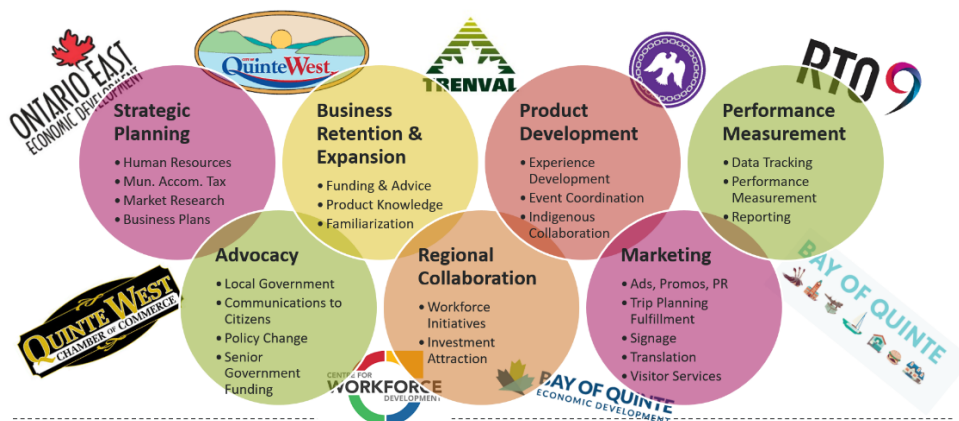 ONTARIO EAST
ECONOMIC DEVELOPMENT
CITY OF
QuinteWest
TRENVAL
RTO 9
Strategic
Planning
• Human Resources
• Mun. Accom. Tax
• Market Research
• Business Plans
Business
Retention &
Expansion
• Funding & Advice
• Product Knowledge
• Familiarization
Product
Development
• Experience
Development
• Event Coordination
• Indigenous
Collaboration
Performance
Measurement
• Data Tracking
• Performance
Measurement
• Reporting
Advocacy
• Local Government
• Communications to
Citizens
• Policy Change
• Senior
Government
Funding
Regional
Collaboration
• Workforce
Initiatives
• Investment
Attraction
Marketing
• Ads, Promos, PR
• Trip Planning
Fulfillment
• Signage
• Translation
• Visitor Services
QUINTE WEST
CHAMBER OF COMMERCE
CENTRE FOR
WORKFORCE
DEVELOPMENT
BAY OF QUINTE
ECONOMIC DEVELOPMENT
BAY OF QUINTE